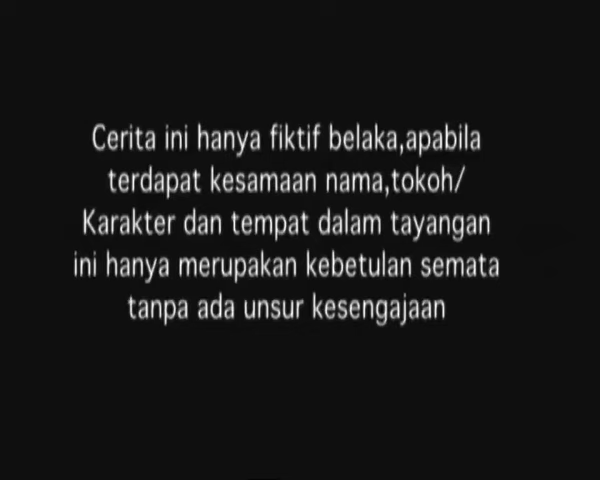 Cerita ini hanya fiktif belaka,apabila
terdapat kesamaan nama,tokoh/
Karakter dan tempat dalam tayangan
ini hanya merupakan kebetulan semata
tanpa ada unsur kesengajaan